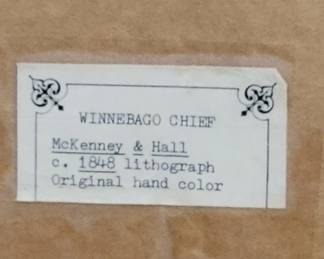 WINNEBAGO CHIEF
McKenney & Hall
c. 1848 lithograph
Original hand color